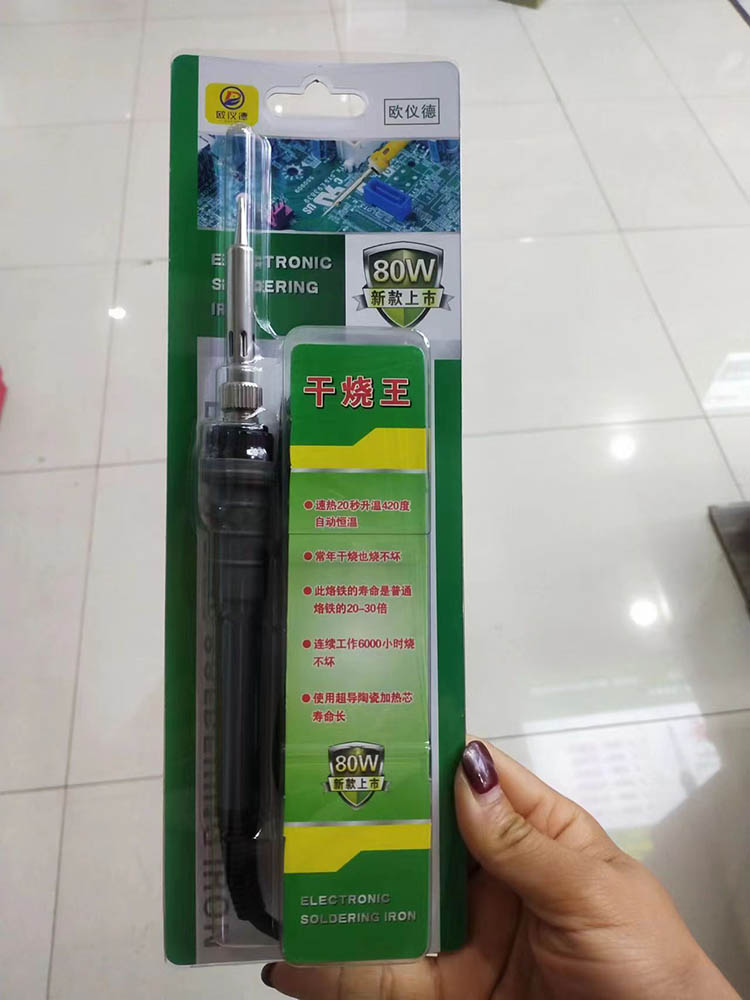 欧仪德
欧仪德
ELECTRONIC
SOLDERING
IRON
80W
新款上市
干烧王
速热20秒升温420度
自动恒温
常年干烧也烧不坏
此烙铁的寿命是普通
烙铁的20-30倍
连续工作6000小时烧
不坏
使用超导陶瓷加热芯
寿命长
80W
新款上市
ELECTRONIC
SOLDERING IRON
IRON